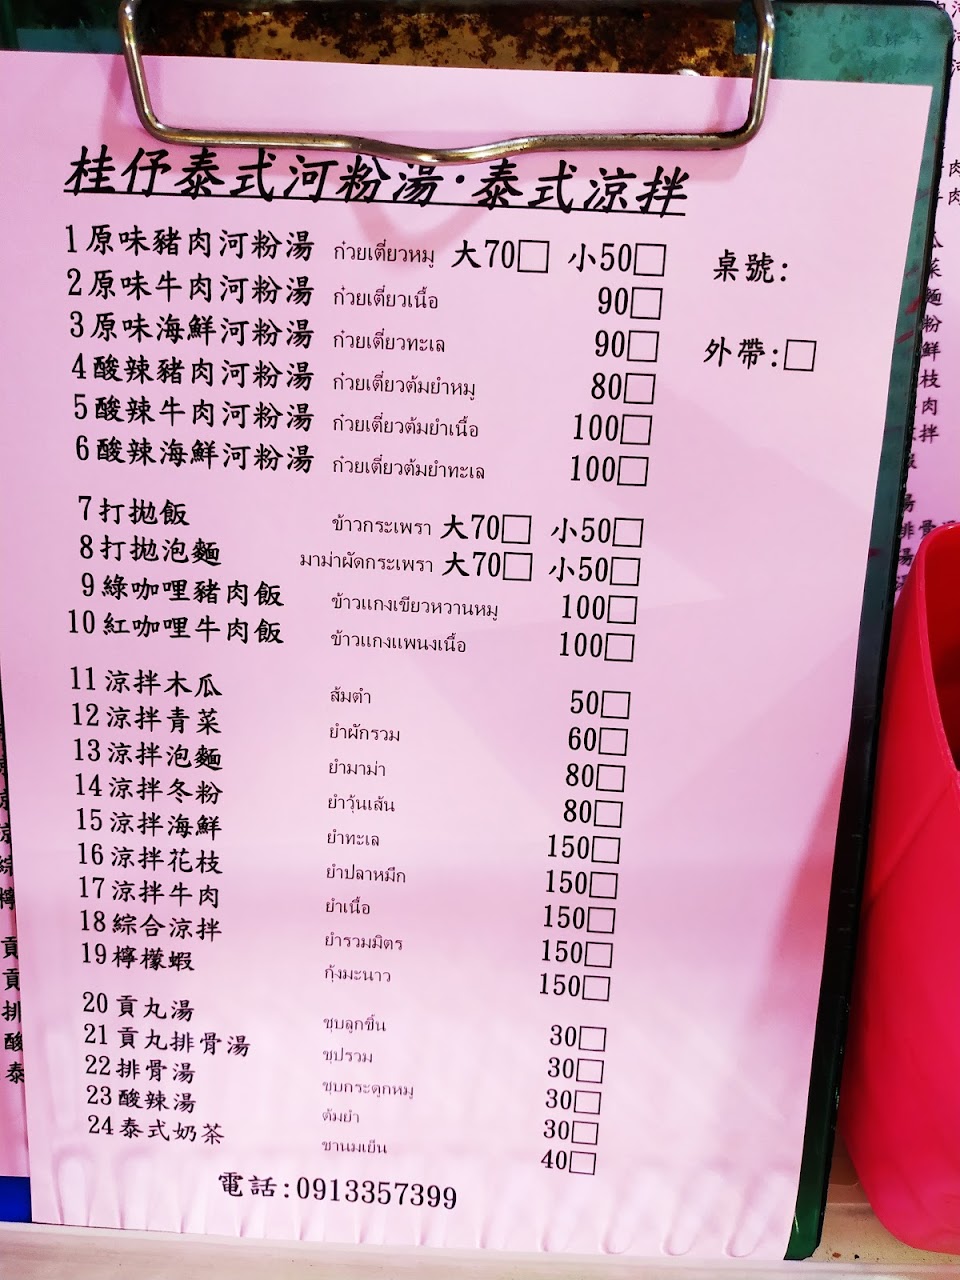 桂仔泰式河粉湯·泰式涼拌
1原味豬肉河粉湯 ก๋วยเตี่ยวหมู 大70□ 小50□ 桌號:
2原味牛肉河粉湯 ก๋วยเตี่ยวเนื้อ 90□
3原味海鮮河粉湯 ก๋วยเตี่ยวทะเล 90□ 外帶:□
4酸辣豬肉河粉湯 ก๋วยเตี่ยวต้มยำหมู 80□
5酸辣牛肉河粉湯 ก๋วยเตี่ยวต้มยำเนื้อ 100□
6酸辣海鮮河粉湯 ก๋วยเตี่ยวต้มยำทะเล 100□
7打拋飯 ข้าวกระเพรา 大70□ 小50□
8打拋泡麵 มาม่าผัดกระเพรา 大70□ 小50□
9綠咖哩豬肉飯 ข้าวแกงเขียวหวานหมู 100□
10紅咖哩牛肉飯 ข้าวแกงแพนงเนื้อ 100□
11涼拌木瓜 ส้มตำ 50□
12涼拌青菜 ยำผักรวม 60□
13涼拌泡麵 ยำมาม่า 80□
14涼拌冬粉 ยำวุ้นเส้น 80□
15涼拌海鮮 ยำทะเล 150□
16涼拌花枝 ยำปลาหมึก 150□
17涼拌牛肉 ยำเนื้อ 150□
18綜合涼拌 ยำรวมมิตร 150□
19檸檬蝦 กุ้งมะนาว 150□
20貢丸湯 ซุบลูกชิ้น 30□
21貢丸排骨湯 ซุปรวม 30□
22排骨湯 ซุบกระดูกหมู 30□
23酸辣湯 ต้มยำ 30□
24泰式奶茶 ชานมเย็น 40□
電話:0913357399